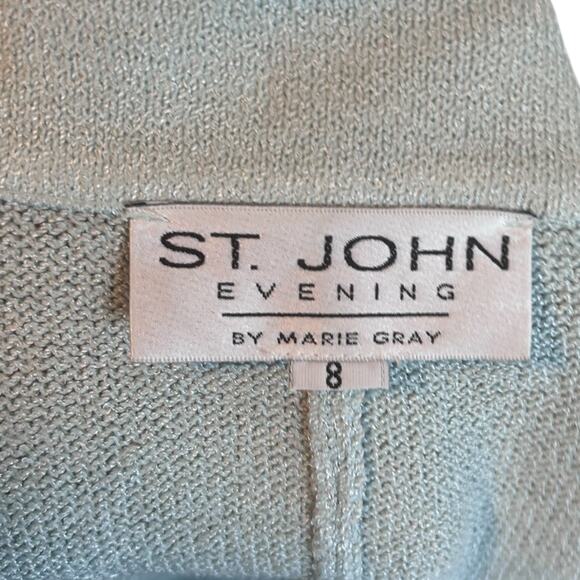 ST. JOHN
EVENING
BY MARIE GRAY
8